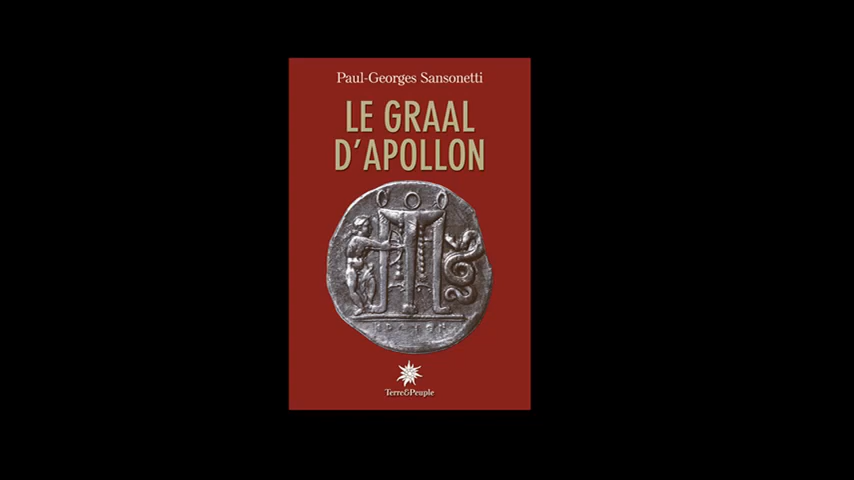 Paul-Georges Sansonetti
LE GRAAL
D'APOLLON
Terre&Peuple